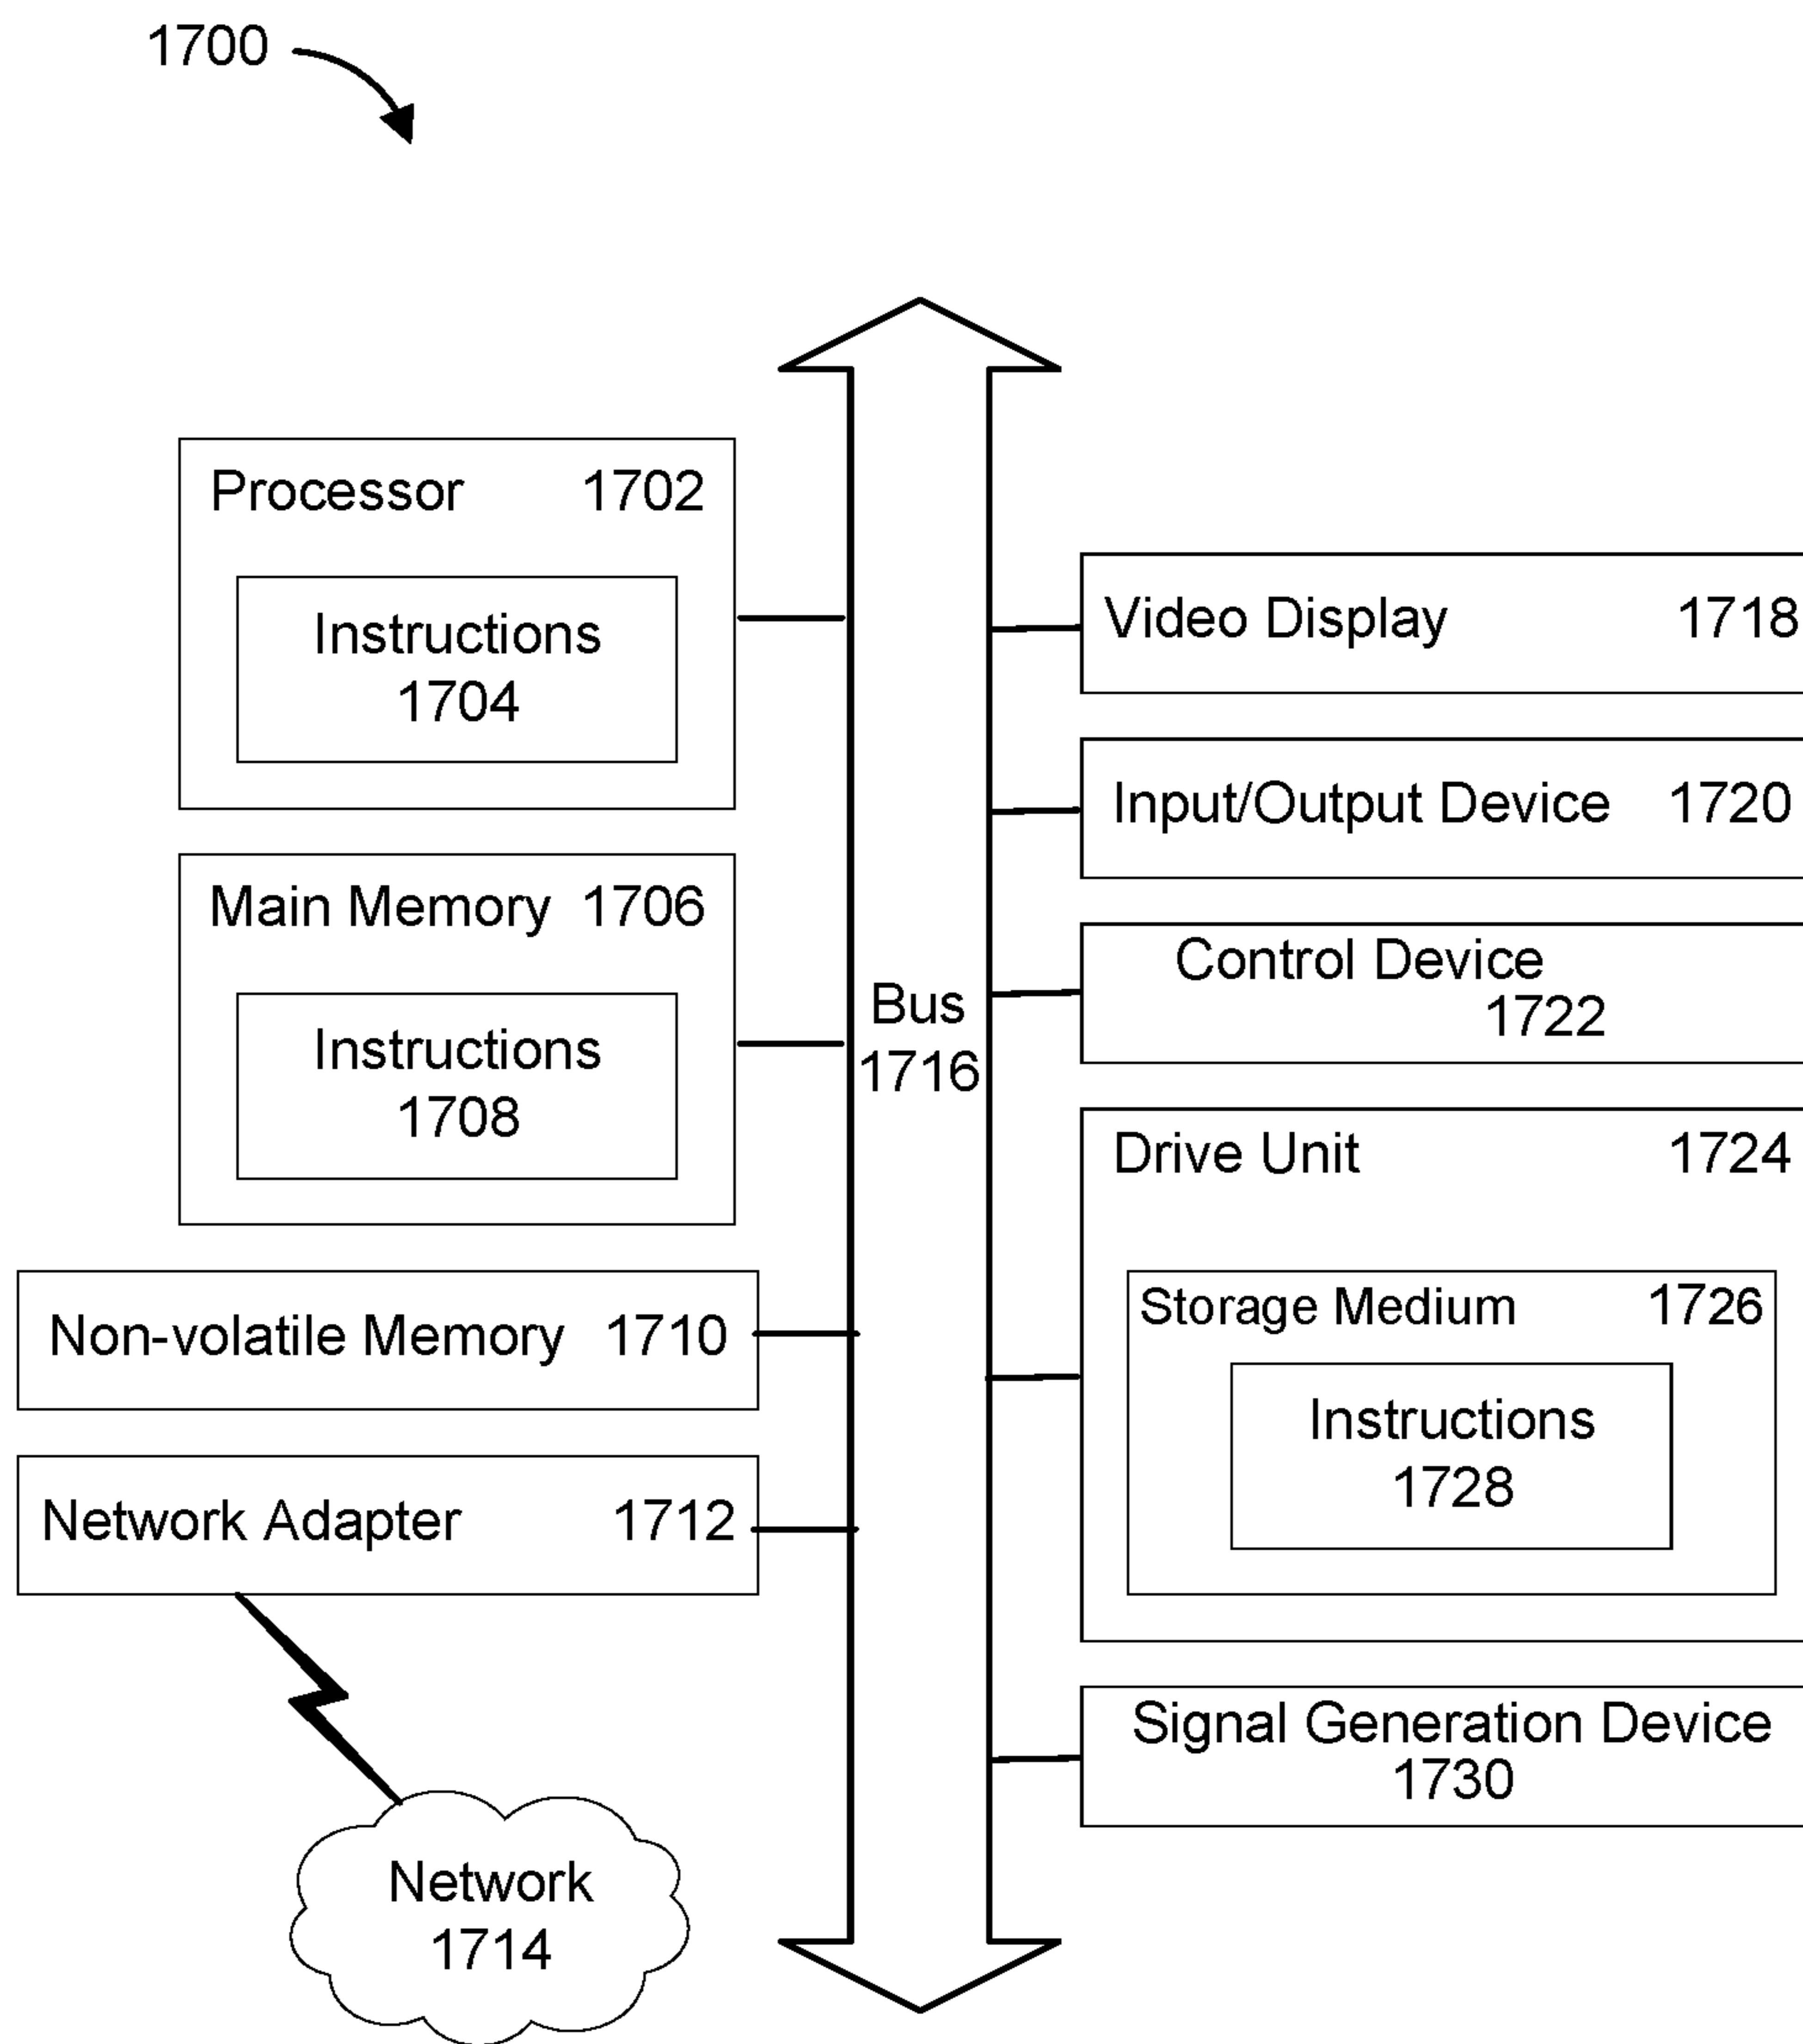 1700
Processor 1702
Instructions
1704
Main Memory 1706
Instructions
1708
Non-volatile Memory 1710
Network Adapter 1712
Network
1714
Bus
1716
Video Display 1718
Input/Output Device 1720
Control Device
1722
Drive Unit 1724
Storage Medium 1726
Instructions
1728
Signal Generation Device
1730